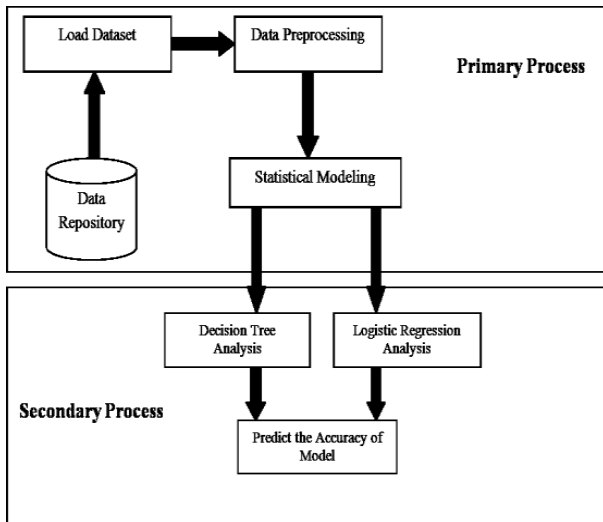 Load Dataset
Data Preprocessing
Primary Process
Statistical Modeling
Data
Repository
Decision Tree
Analysis
Logistic Regression
Analysis
Secondary Process
Predict the Accuracy of
Model